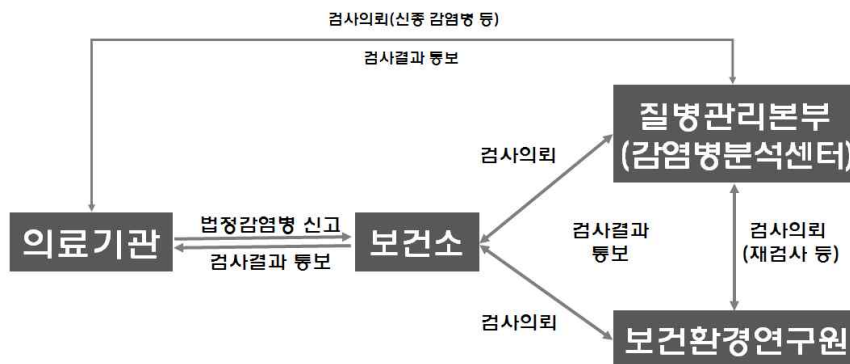 검사의뢰(신종 감염병 등)
검사결과 통보
질병관리본부
(감염병분석센터)
검사의뢰
의료기관
법정감염병 신고
검사결과 통보
보건소
검사결과
통보
검사의뢰
(재검사 등)
검사의뢰
보건환경연구원